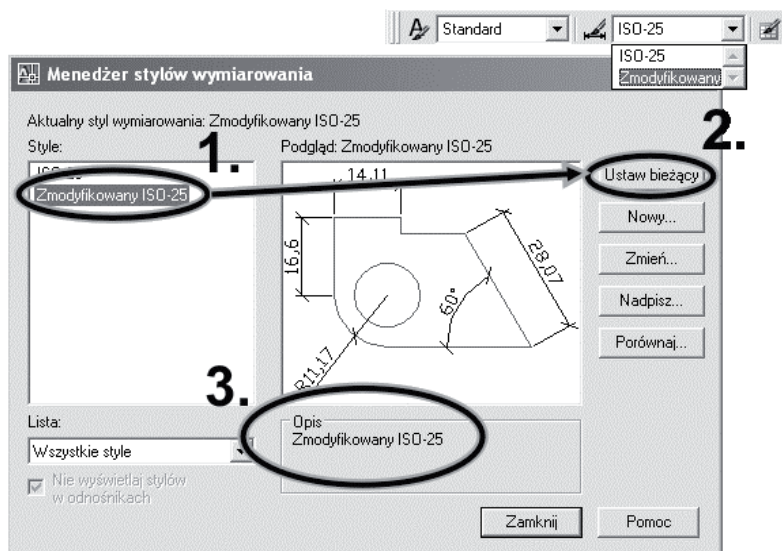 Standard
ISO-25
ISO-25
Zmodyfikowany
Menedżer stylów wymiarowania
2.
Aktualny styl wymiarowania: Zmodyfikowany ISO-25
Style:
1.
Podgląd: Zmodyfikowany ISO-25
ISO-25
Zmodyfikowany ISO-25
14,11
16,6
28,07
60°
R11,17
Ustaw bieżący
Nowy...
Zmień...
Nadpisz...
Porównaj...
3.
Lista:
Wszystkie style
Nie wyświetlaj stylów
w odnośnikach
Opis
Zmodyfikowany ISO-25
Zamknij
Pomoc